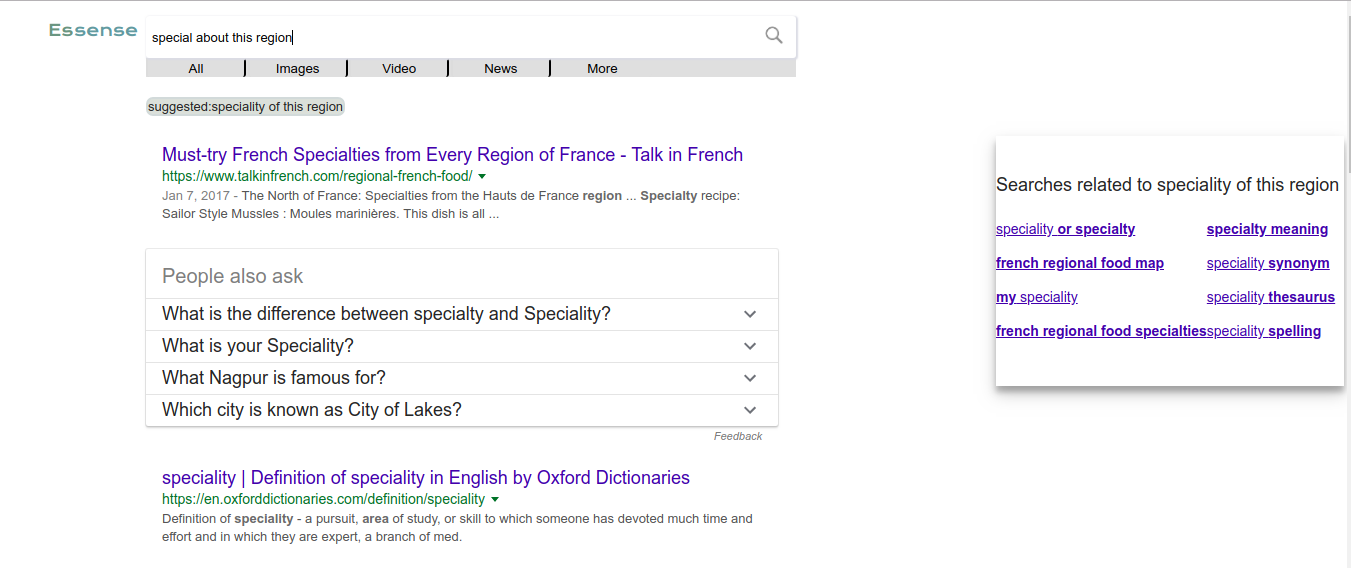 Essense
special about this region
All
Images
Video
News
More
suggested:speciality of this region
Must-try French Specialties from Every Region of France - Talk in French
https://www.talkinfrench.com/regional-french-food/
Jan 7, 2017 - The North of France: Specialties from the Hauts de France region ... Specialty recipe:
Sailor Style Mussles : Moules marinières. This dish is all ...
People also ask
What is the difference between specialty and Speciality?
What is your Speciality?
What Nagpur is famous for?
Which city is known as City of Lakes?
Feedback
speciality | Definition of speciality in English by Oxford Dictionaries
https://en.oxforddictionaries.com/definition/speciality
Definition of speciality - a pursuit, area of study, or skill to which someone has devoted much time and
effort and in which they are expert, a branch of med.
Searches related to speciality of this region
speciality or specialty
specialty meaning
french regional food map
speciality synonym
my speciality
speciality thesaurus
french regional food specialties
speciality spelling